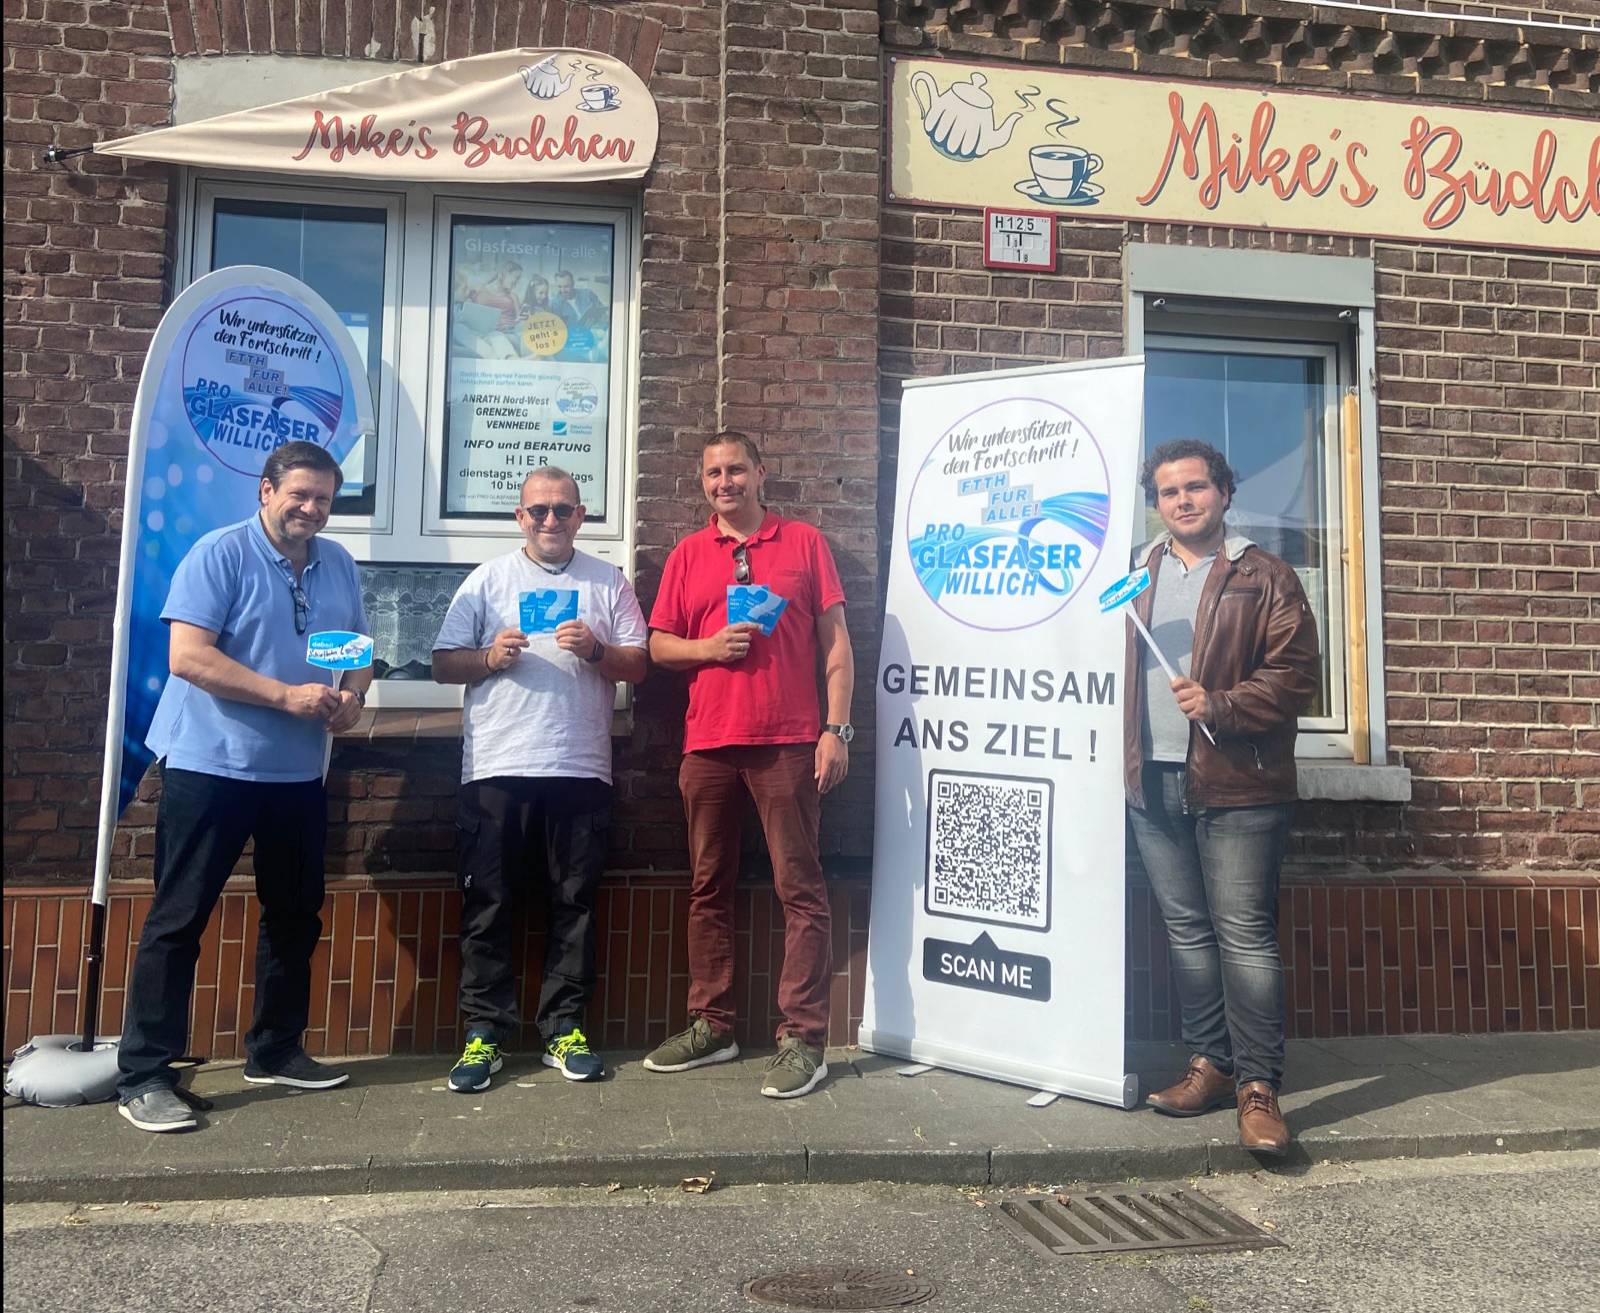 Mike's Büdchen
Mike's Büdch
H 125
Wir unterstützen
den Fortschritt !
FTTH
FÜR
ALLE!
PRO
GLASFASER
WILLICH
Glasfaser für alle
JETZT
geht s
los !
ANRATH Nord-West
GRENZWEG
VENNHEIDE
INFO und BERATUNG
HIER
dienstags +
10 bis
Wir unterstützen
den Fortschritt !
FTTH
FÜR
ALLE!
PRO
GLASFASER
WILLICH
GEMEINSAM
ANS ZIEL !
SCAN ME
dabei!